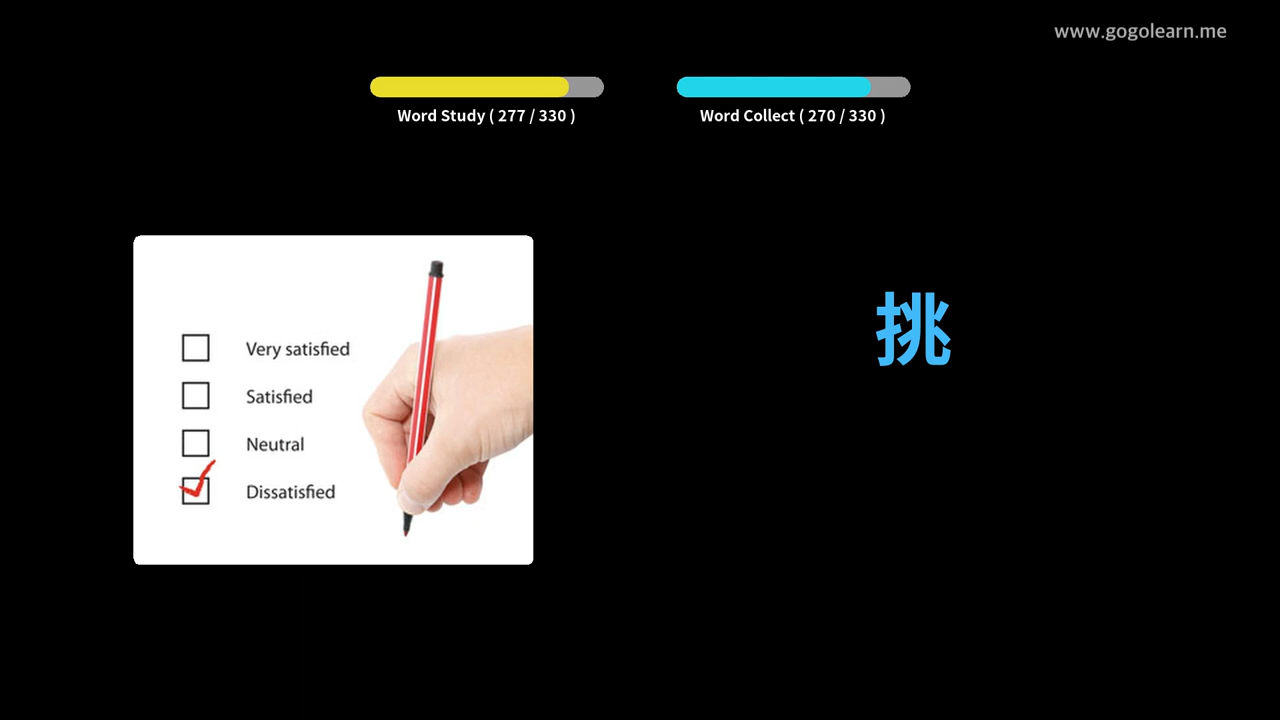 www.gogolearn.me
Word Study ( 277 / 330 )
Word Collect ( 270 / 330 )
Very satisfied
Satisfied
Neutral
Dissatisfied
挑